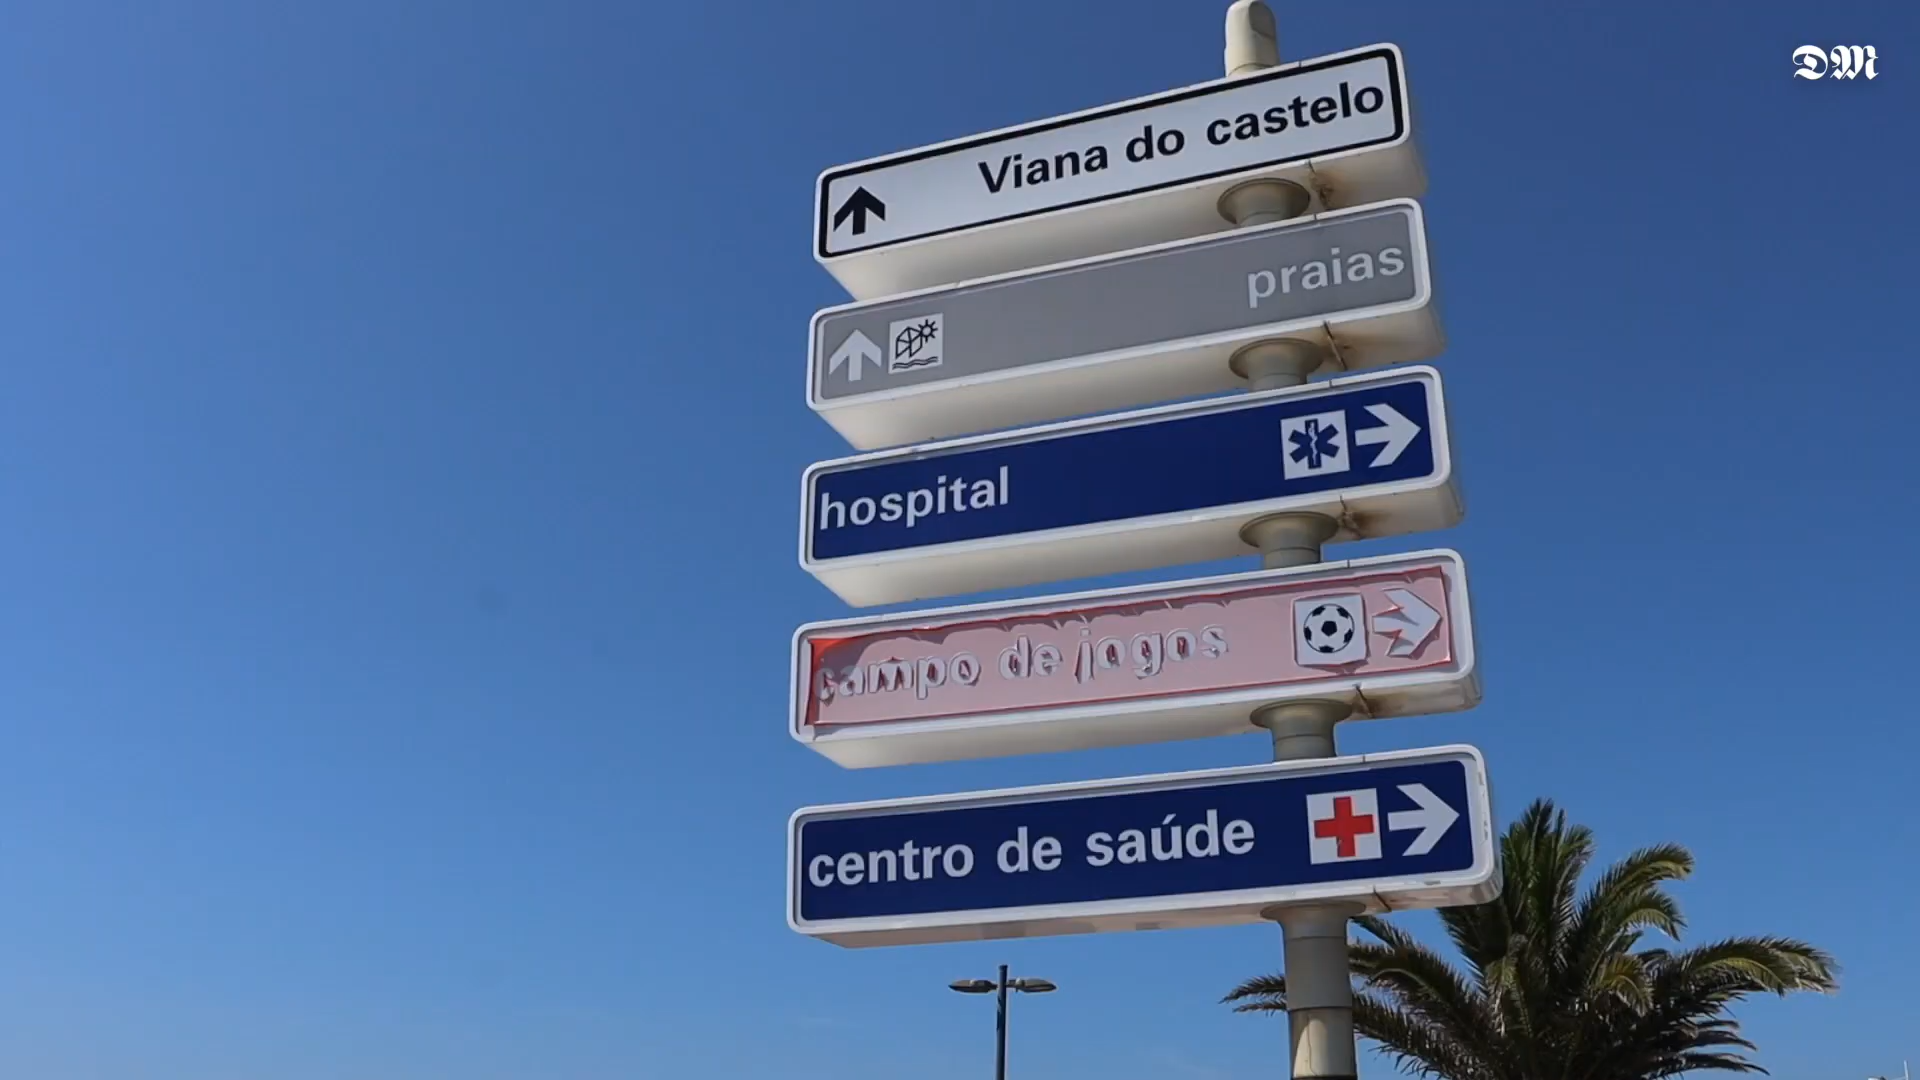 DM
Viana do castelo
praias
hospital
campo de jogos
centro de saúde